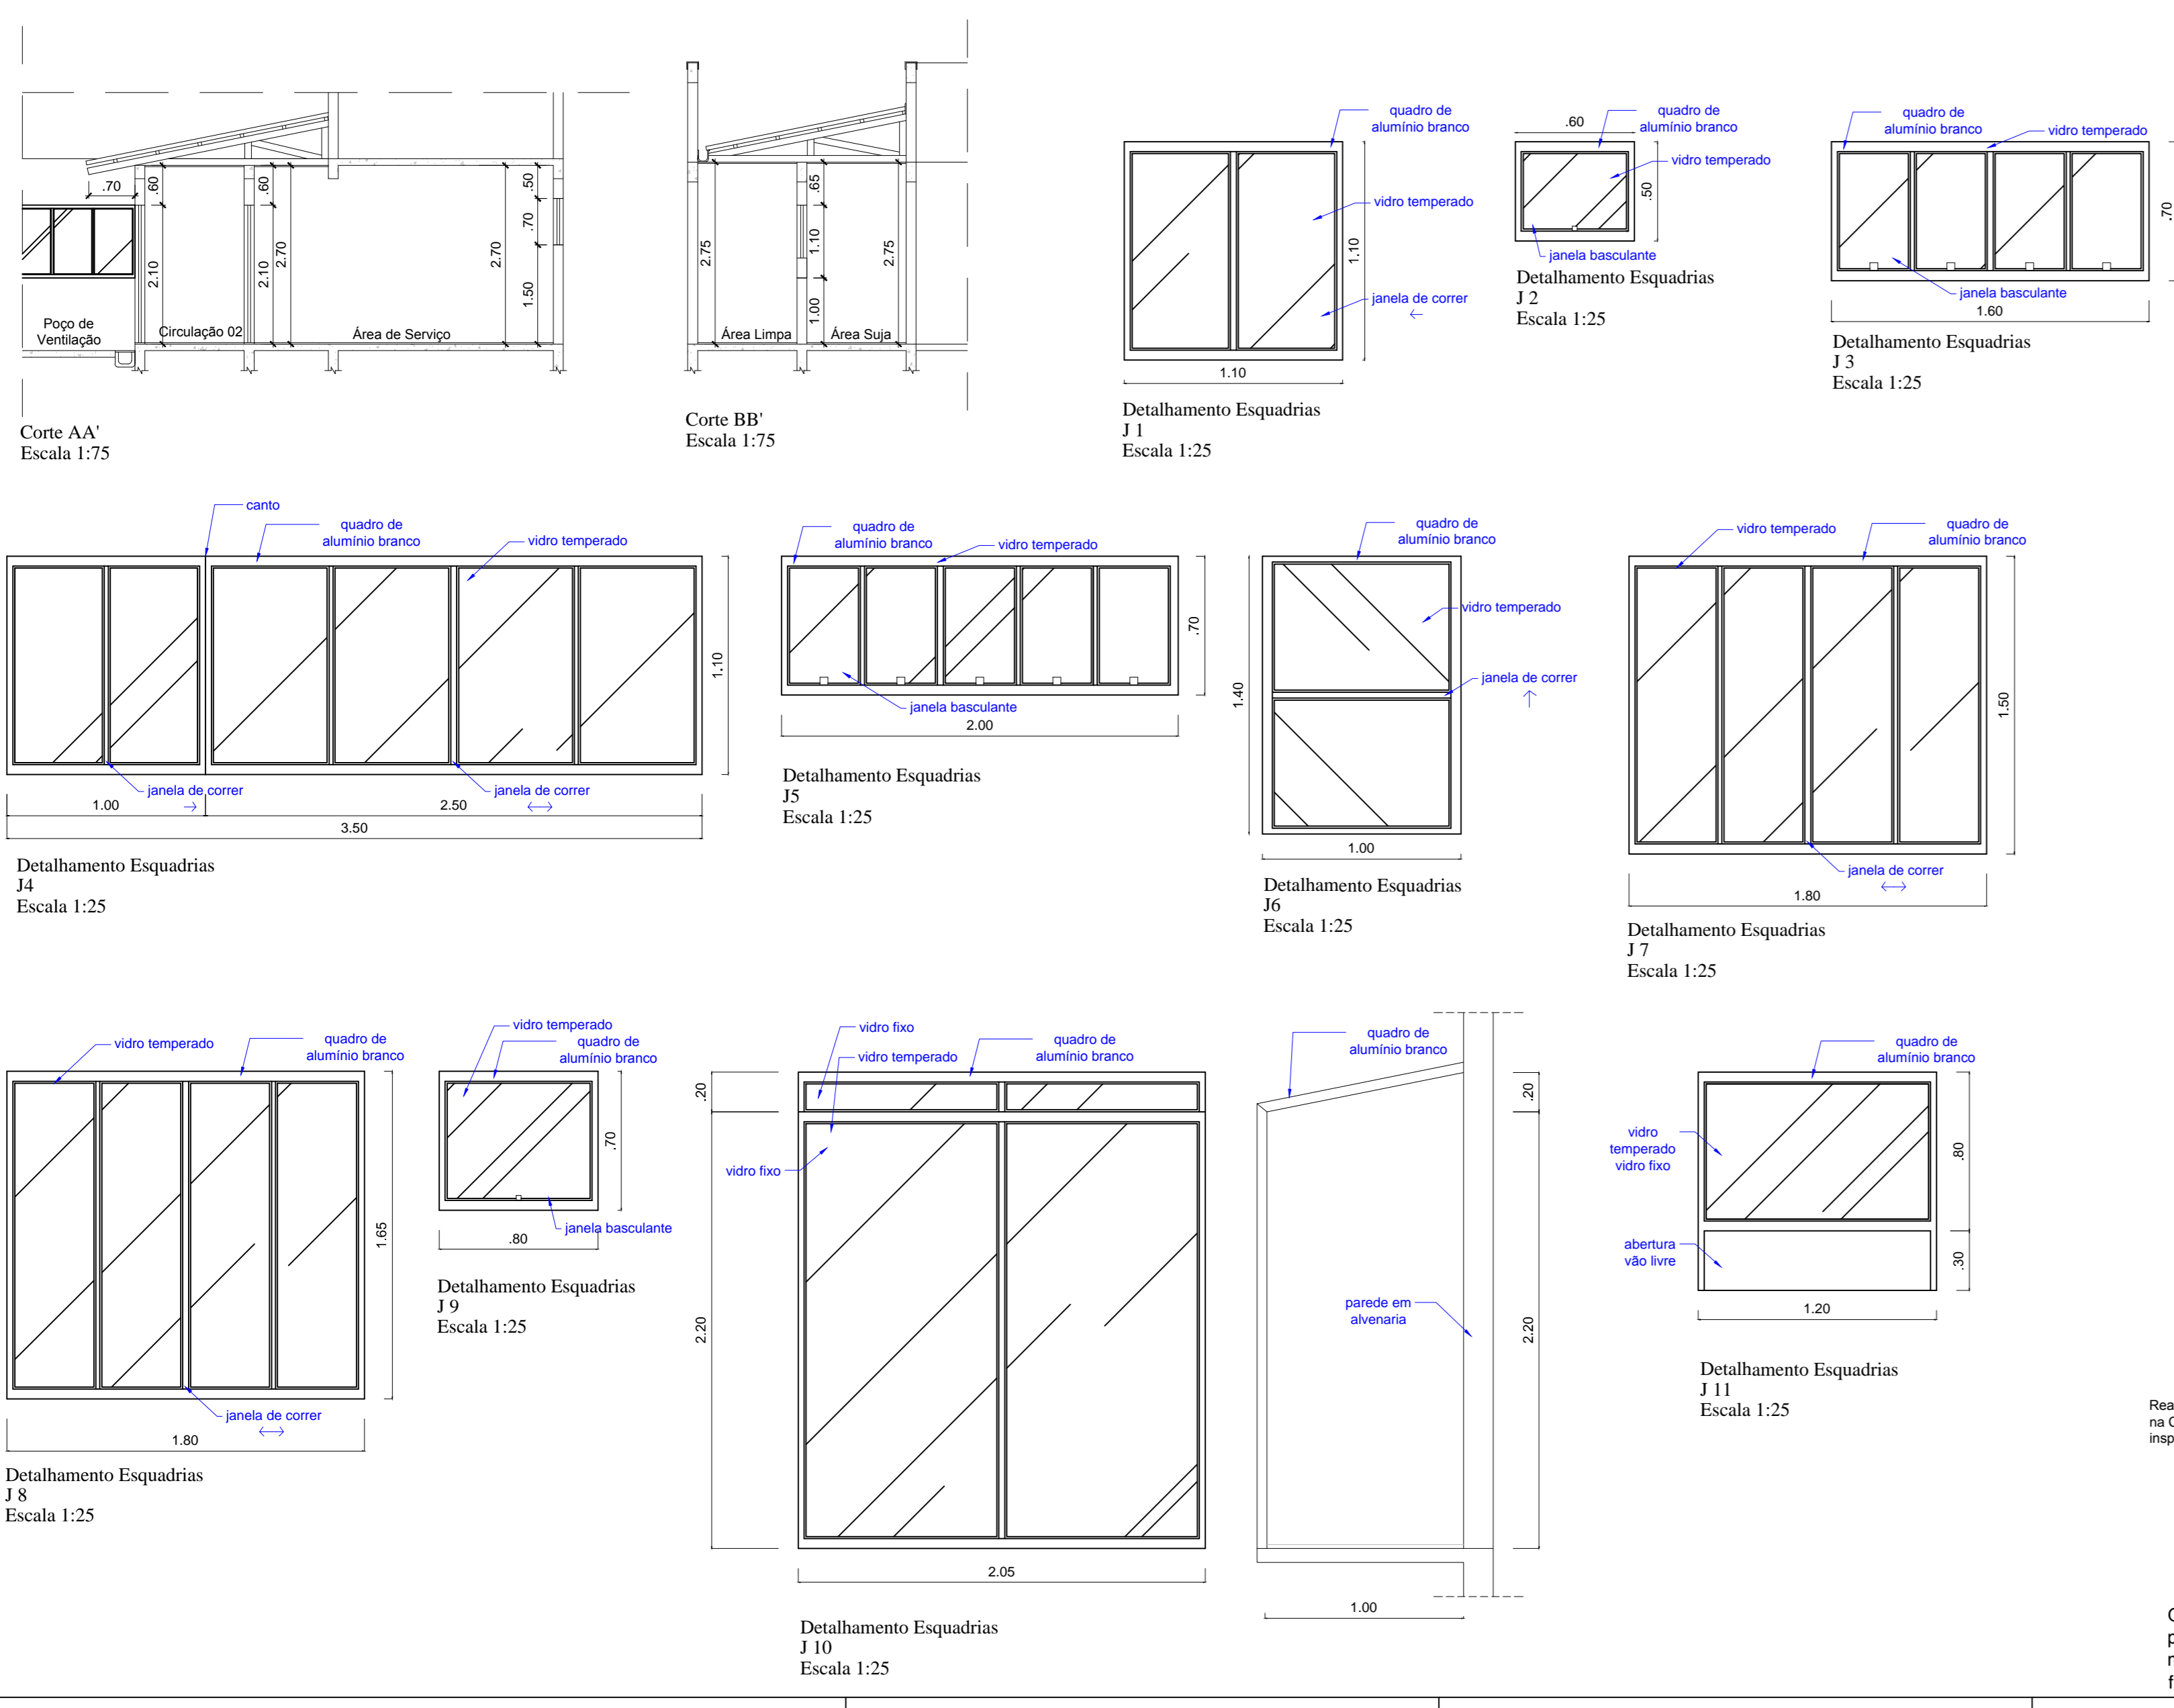 .70
.60
.60
2.10
2.10
2.70
2.70
.50
.70
1.50
Poço de
Ventilação
Circulação 02
Área de Serviço
Corte AA'
Escala 1:75
2.75
.65
1.10
1.00
2.75
Área Limpa
Área Suja
Corte BB'
Escala 1:75
quadro de
alumínio branco
vidro temperado
1.10
janela de correr
1.10
Detalhamento Esquadrias
J 1
Escala 1:25
.60
quadro de
alumínio branco
vidro temperado
.50
janela basculante
Detalhamento Esquadrias
J 2
Escala 1:25
quadro de
alumínio branco
vidro temperado
.70
janela basculante
1.60
Detalhamento Esquadrias
J 3
Escala 1:25
canto
quadro de
alumínio branco
vidro temperado
1.10
janela de correr
janela de correr
1.00
2.50
3.50
Detalhamento Esquadrias
J4
Escala 1:25
quadro de
alumínio branco
vidro temperado
.70
janela basculante
2.00
Detalhamento Esquadrias
J5
Escala 1:25
quadro de
alumínio branco
vidro temperado
janela de correr
1.40
1.00
Detalhamento Esquadrias
J6
Escala 1:25
vidro temperado
quadro de
alumínio branco
1.50
janela de correr
1.80
Detalhamento Esquadrias
J 7
Escala 1:25
vidro temperado
quadro de
alumínio branco
1.65
janela de correr
1.80
Detalhamento Esquadrias
J 8
Escala 1:25
vidro temperado
quadro de
alumínio branco
.70
janela basculante
.80
Detalhamento Esquadrias
J 9
Escala 1:25
vidro fixo
vidro temperado
quadro de
alumínio branco
.20
vidro fixo
2.20
2.05
quadro de
alumínio branco
.20
parede em
alvenaria
2.20
1.00
Detalhamento Esquadrias
J 10
Escala 1:25
quadro de
alumínio branco
vidro
temperado
vidro fixo
.80
abertura
vão livre
.30
1.20
Detalhamento Esquadrias
J 11
Escala 1:25
na